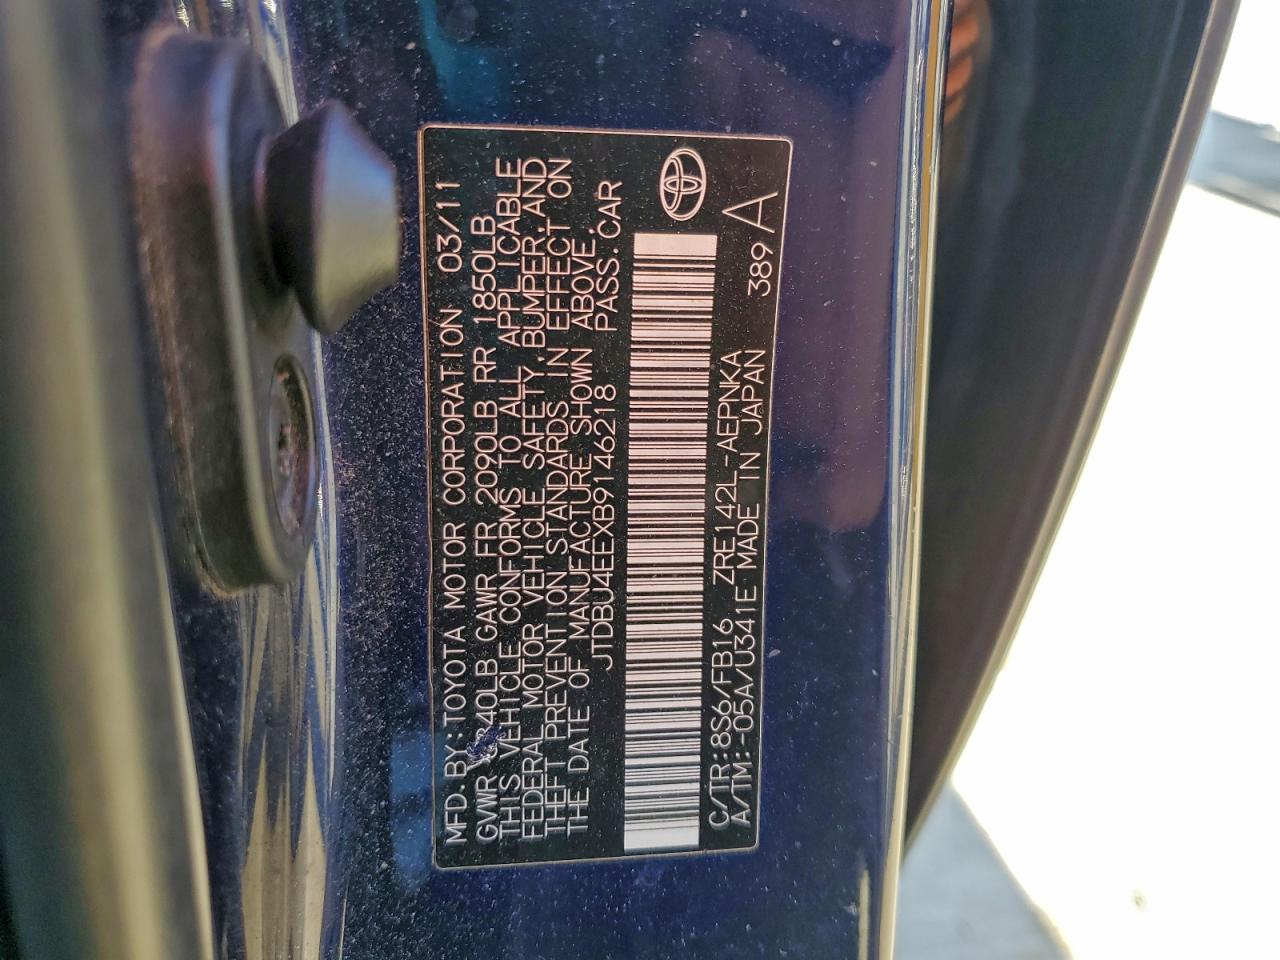 MFD. BY: TOYOTA MOTOR CORPORATION 03/11
GVWR 3840LB GAWR FR 2090LB RR 1850LB
THIS VEHICLE CONFORMS TO ALL APPLICABLE
FEDERAL MOTOR VEHICLE SAFETY, BUMPER, AND
THEFT PREVENTION STANDARDS IN EFFECT ON
THE DATE OF MANUFACTURE SHOWN ABOVE.
JTDBU4EXB9146218 PASS. CAR
C/TR: 8S6/FB16 ZRE142L-AEPNKA 389 A
A/TM: -05A/U341E MADE IN JAPAN